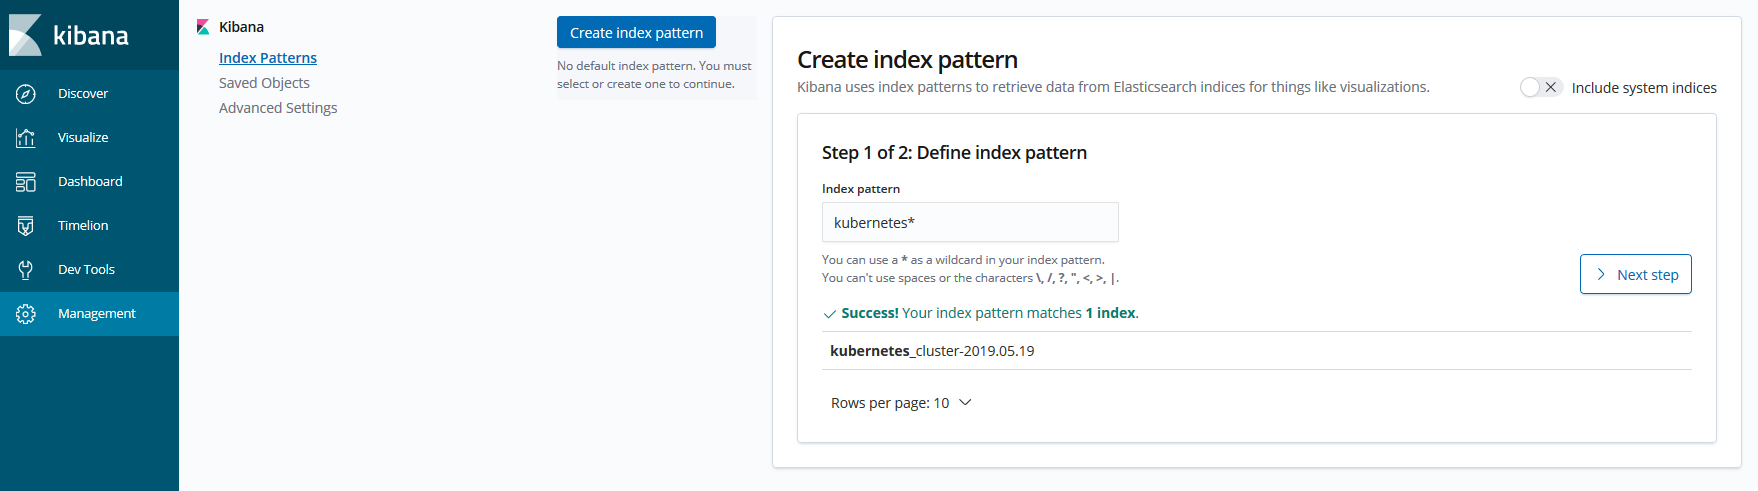 kibana
Discover
Visualize
Dashboard
Timelion
Dev Tools
Management
Kibana
Index Patterns
Saved Objects
Advanced Settings
Create index pattern
No default index pattern. You must
select or create one to continue.
Create index pattern
Kibana uses index patterns to retrieve data from Elasticsearch indices for things like visualizations.
Include system indices
Step 1 of 2: Define index pattern
Index pattern
kubernetes*
You can use a * as a wildcard in your index pattern.
You can't use spaces or the characters \, /, ?, ", <, >, |.
Next step
Success! Your index pattern matches 1 index.
kubernetes_cluster-2019.05.19
Rows per page: 10